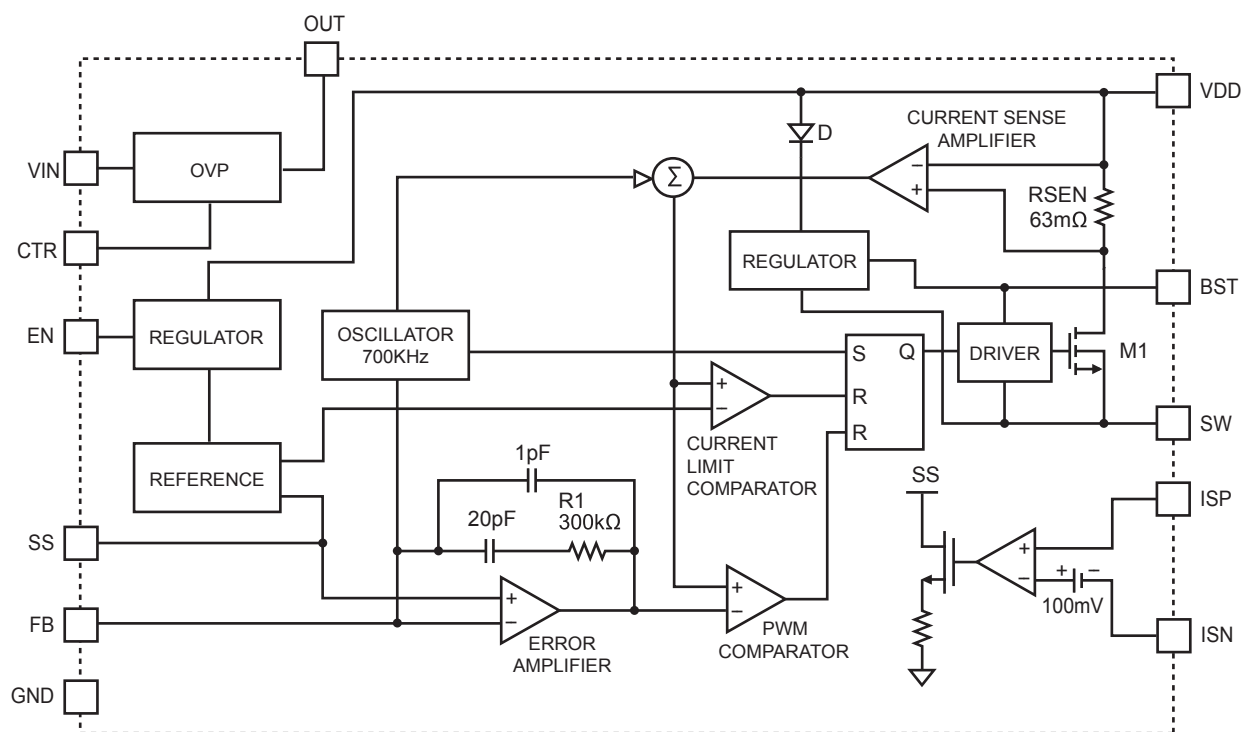 OUT
VDD
CURRENT SENSE
AMPLIFIER
D
VIN
OVP
Σ
−
+
RSEN
63mΩ
CTR
REGULATOR
BST
EN
REGULATOR
OSCILLATOR
700KHz
S
Q
DRIVER
M1
+
−
R
R
SW
CURRENT
LIMIT
COMPARATOR
REFERENCE
1pF
20pF
R1
300kΩ
SS
ISP
SS
+
−
+ −
100mV
+
−
+
−
FB
ERROR
AMPLIFIER
PWM
COMPARATOR
ISN
GND